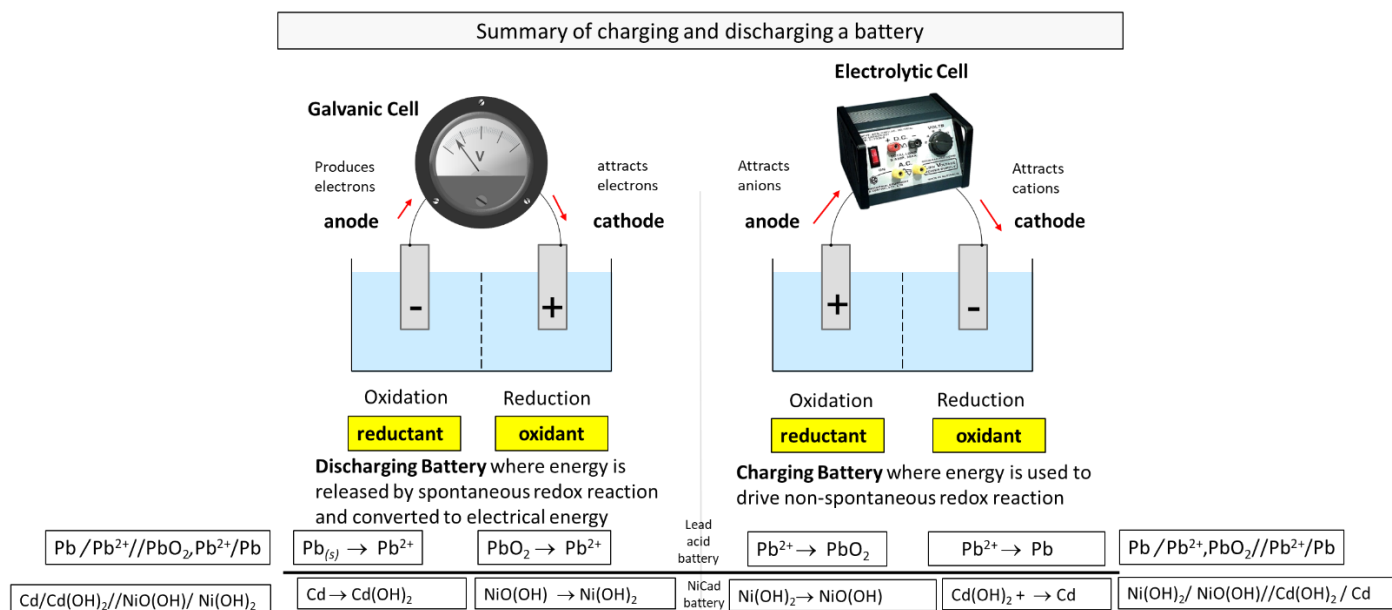 Summary of charging and discharging a battery
Galvanic Cell
Electrolytic Cell
Produces
electrons
anode
attracts
electrons
cathode
V
-
+
Attracts
anions
anode
Attracts
cations
cathode
VOLTS
+ D.C. -
A.C.
+
-
Oxidation
Reduction
reductant
oxidant
Discharging Battery where energy is
released by spontaneous redox reaction
and converted to electrical energy
Oxidation
Reduction
reductant
oxidant
Charging Battery where energy is used to
drive non-spontaneous redox reaction
Pb /Pb²⁺//PbO₂,Pb²⁺/Pb
Pb(s) → Pb²⁺
PbO₂ → Pb²⁺
Lead
acid
battery
Pb²⁺→ PbO₂
Pb²⁺→ Pb
Pb /Pb²⁺,PbO₂//Pb²⁺/Pb
Cd/Cd(OH)₂//NiO(OH)/ Ni(OH)₂
Cd → Cd(OH)₂
NiO(OH) → Ni(OH)₂
NiCad
battery
Ni(OH)₂→ NiO(OH)
Cd(OH)₂ + → Cd
Ni(OH)₂/ NiO(OH)//Cd(OH)₂ / Cd